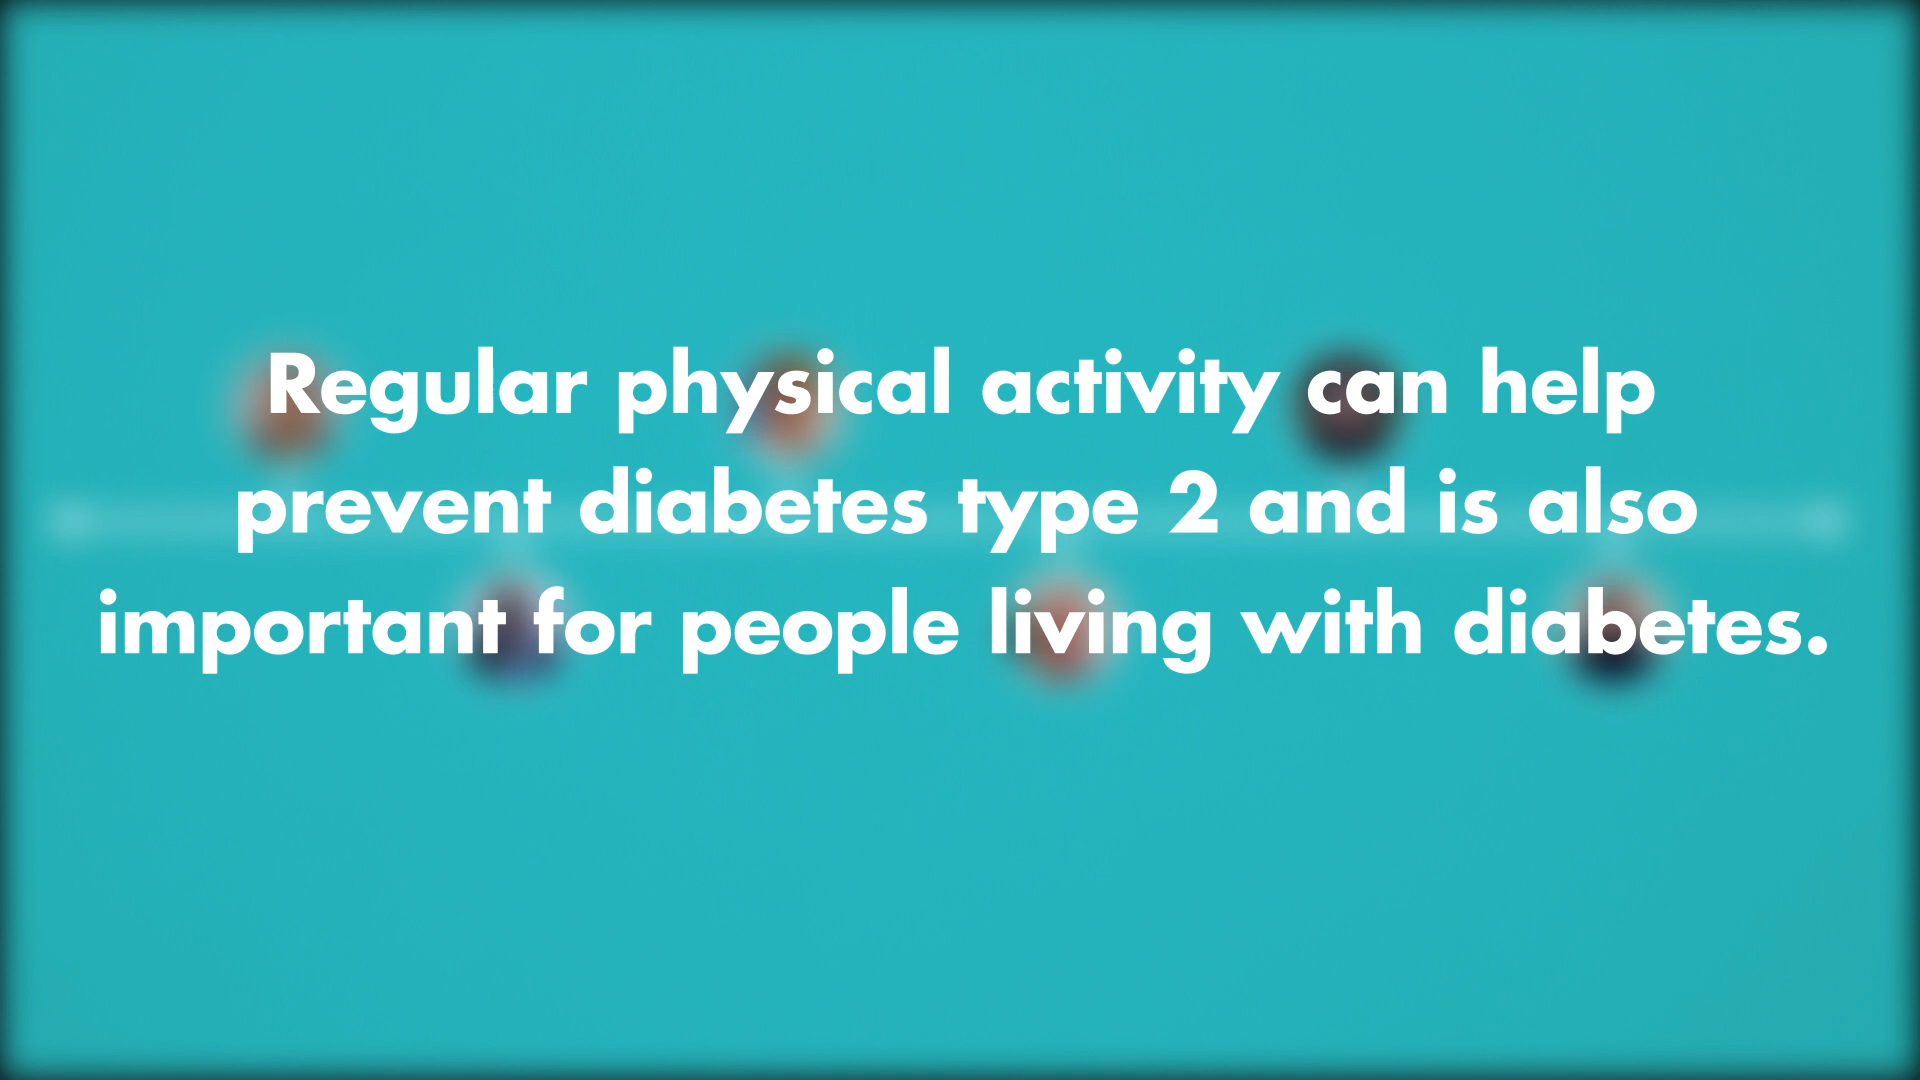 Regular physical activity can help
prevent diabetes type 2 and is also
important for people living with diabetes.